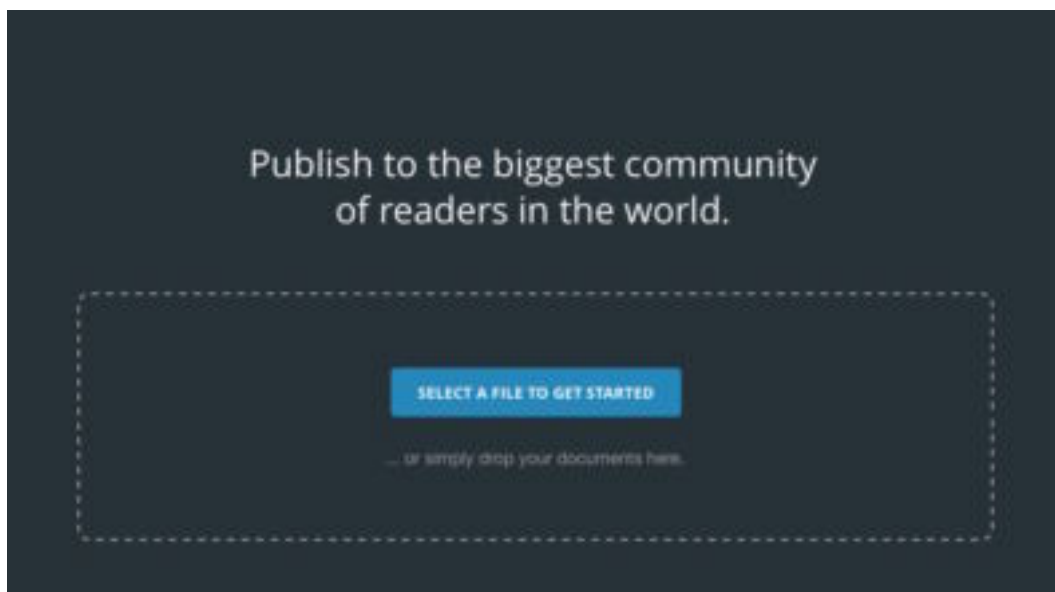 Publish to the biggest community
of readers in the world.
SELECT A FILE TO GET STARTED
... or simply drop your documents here.